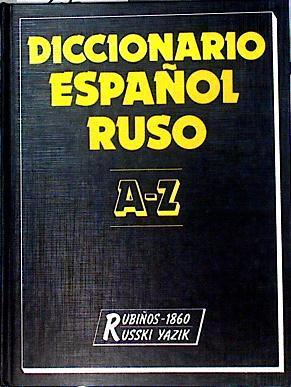 DICCIONARIO
ESPAÑOL
RUSO
A-Z
RUBIÑOS-1860
RUSSKI YAZIK